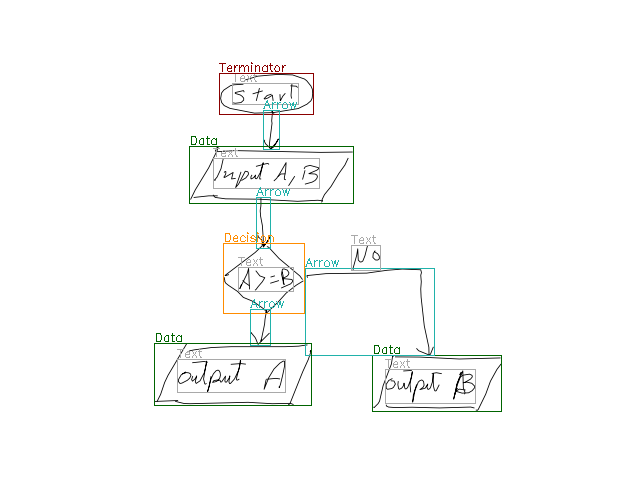 Terminator
Text
Start
Arrow
Data
Text
Input A, B
Arrow
Decision
Text
No
Text
A>=B
Arrow
Arrow
Data
Text
output A
Data
Text
output B